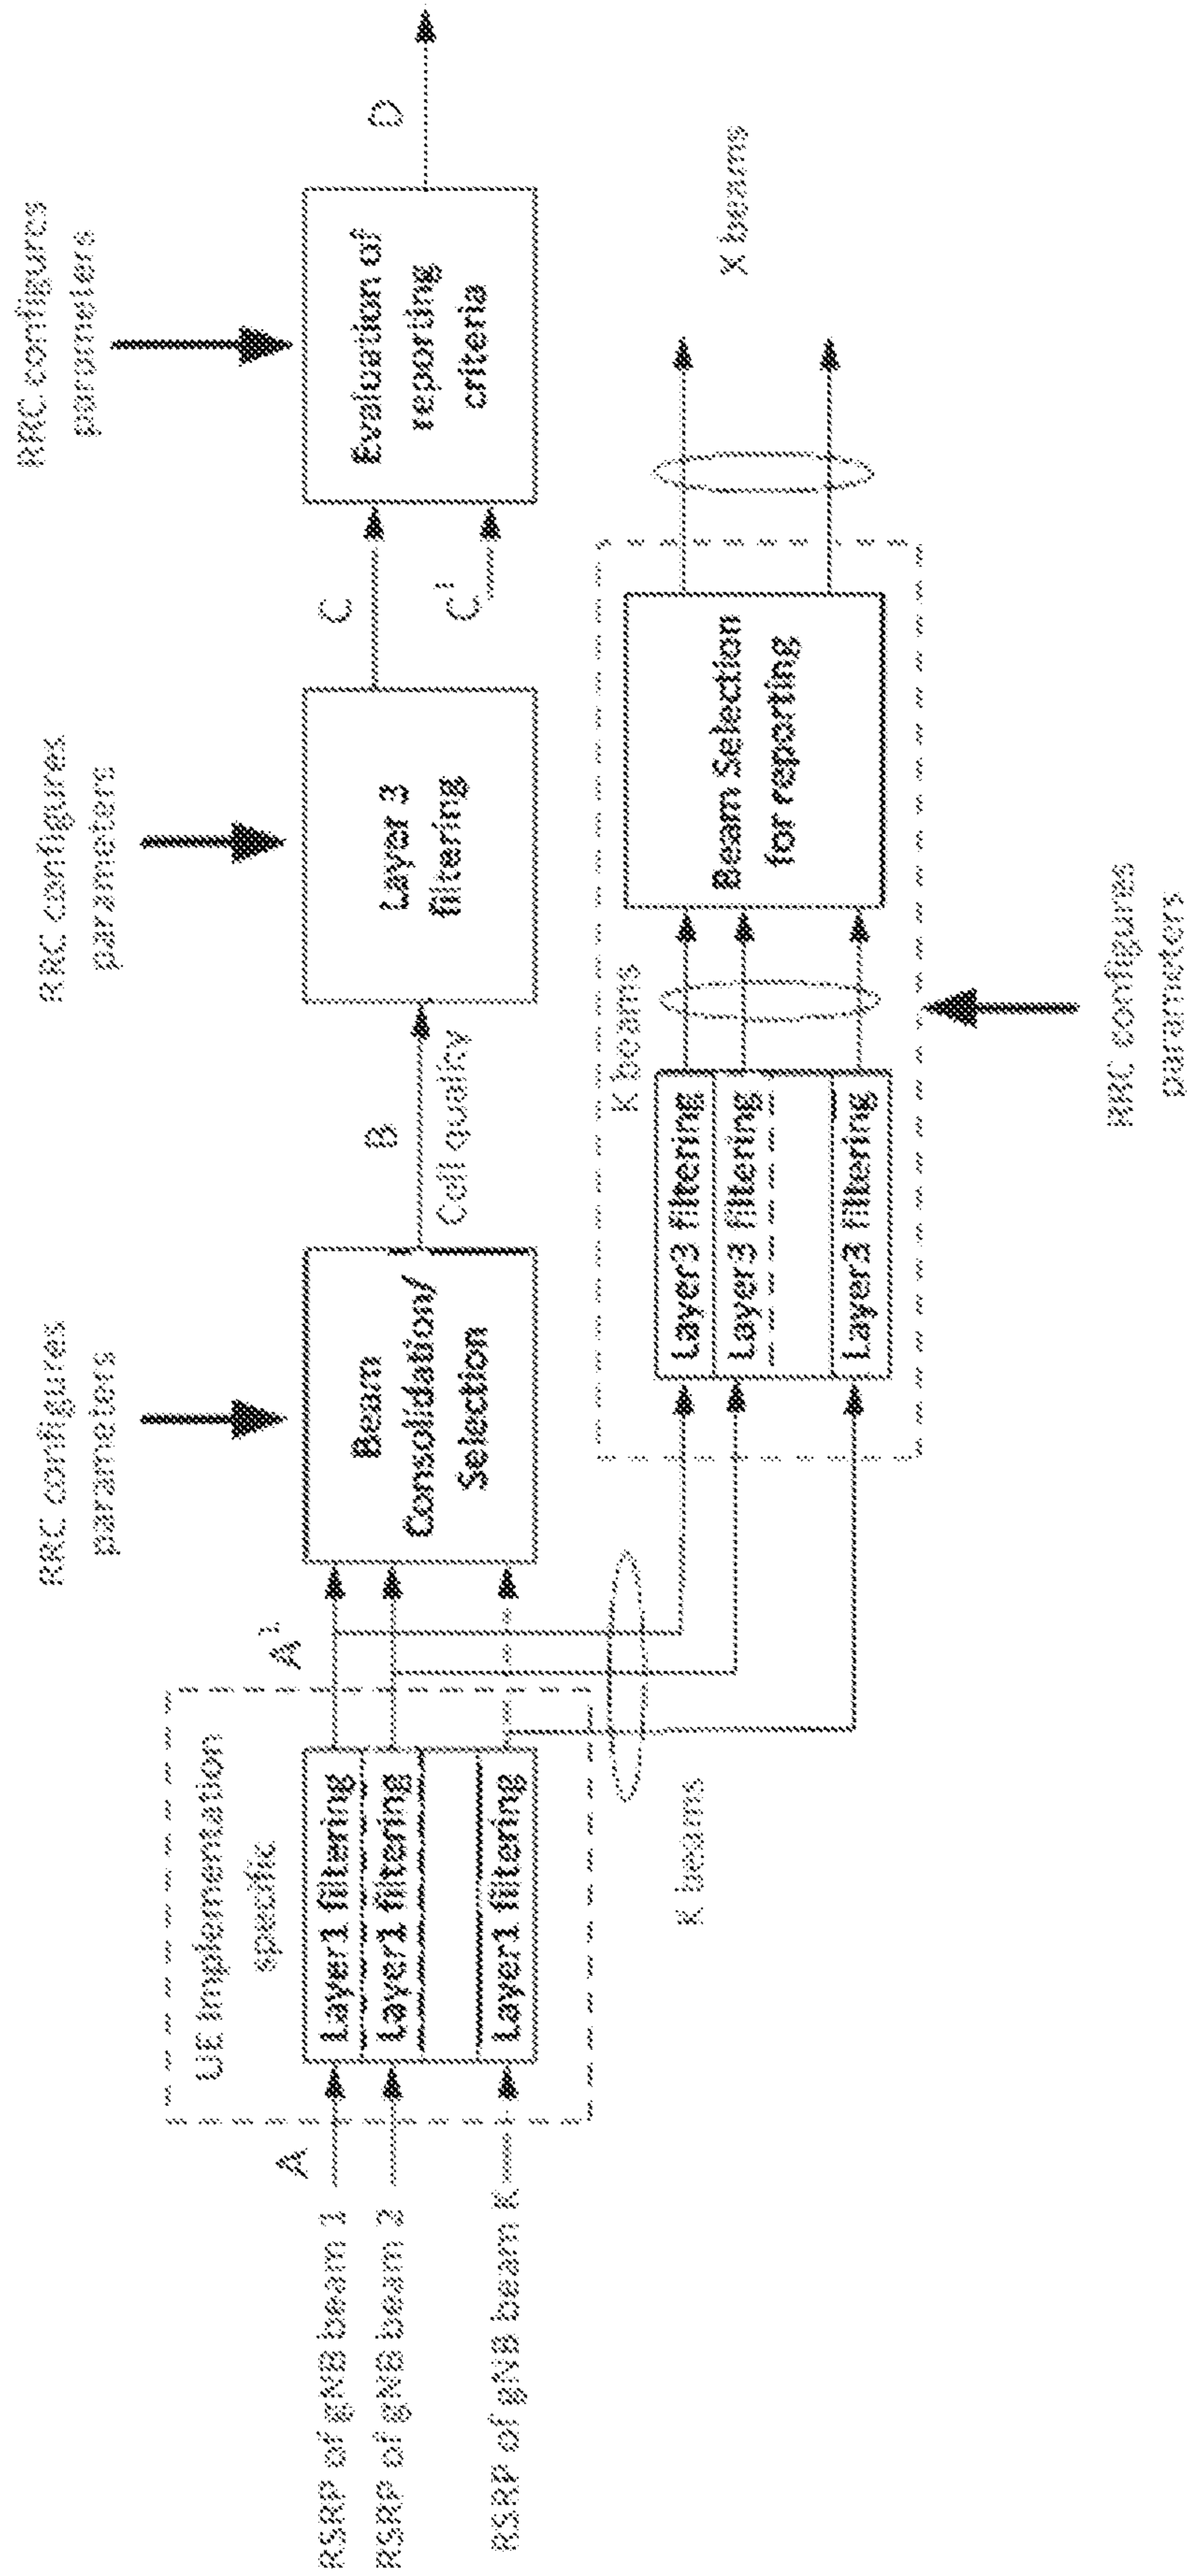 RSRP of gNB beam 1
RSRP of gNB beam 2
RSRP of gNB beam K
A
UE Implementation
specific
Layer1 filtering
Layer1 filtering
Layer1 filtering
A1
K beams
RRC configures
parameters
Beam
Consolidation/
Selection
B
Cell quality
RRC configures
parameters
Layer 3
filtering
C
C1
RRC configures
parameters
Evaluation of
reporting
criteria
D
Layer3 filtering
Layer3 filtering
Layer3 filtering
K beams
Beam Selection
for reporting
X beams
RRC configures
parameters